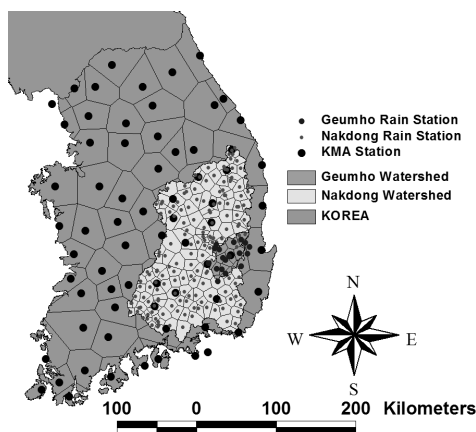 Geumho Rain Station
Nakdong Rain Station
KMA Station
Geumho Watershed
Nakdong Watershed
KOREA
N
W E
S
100 0 100 200 Kilometers